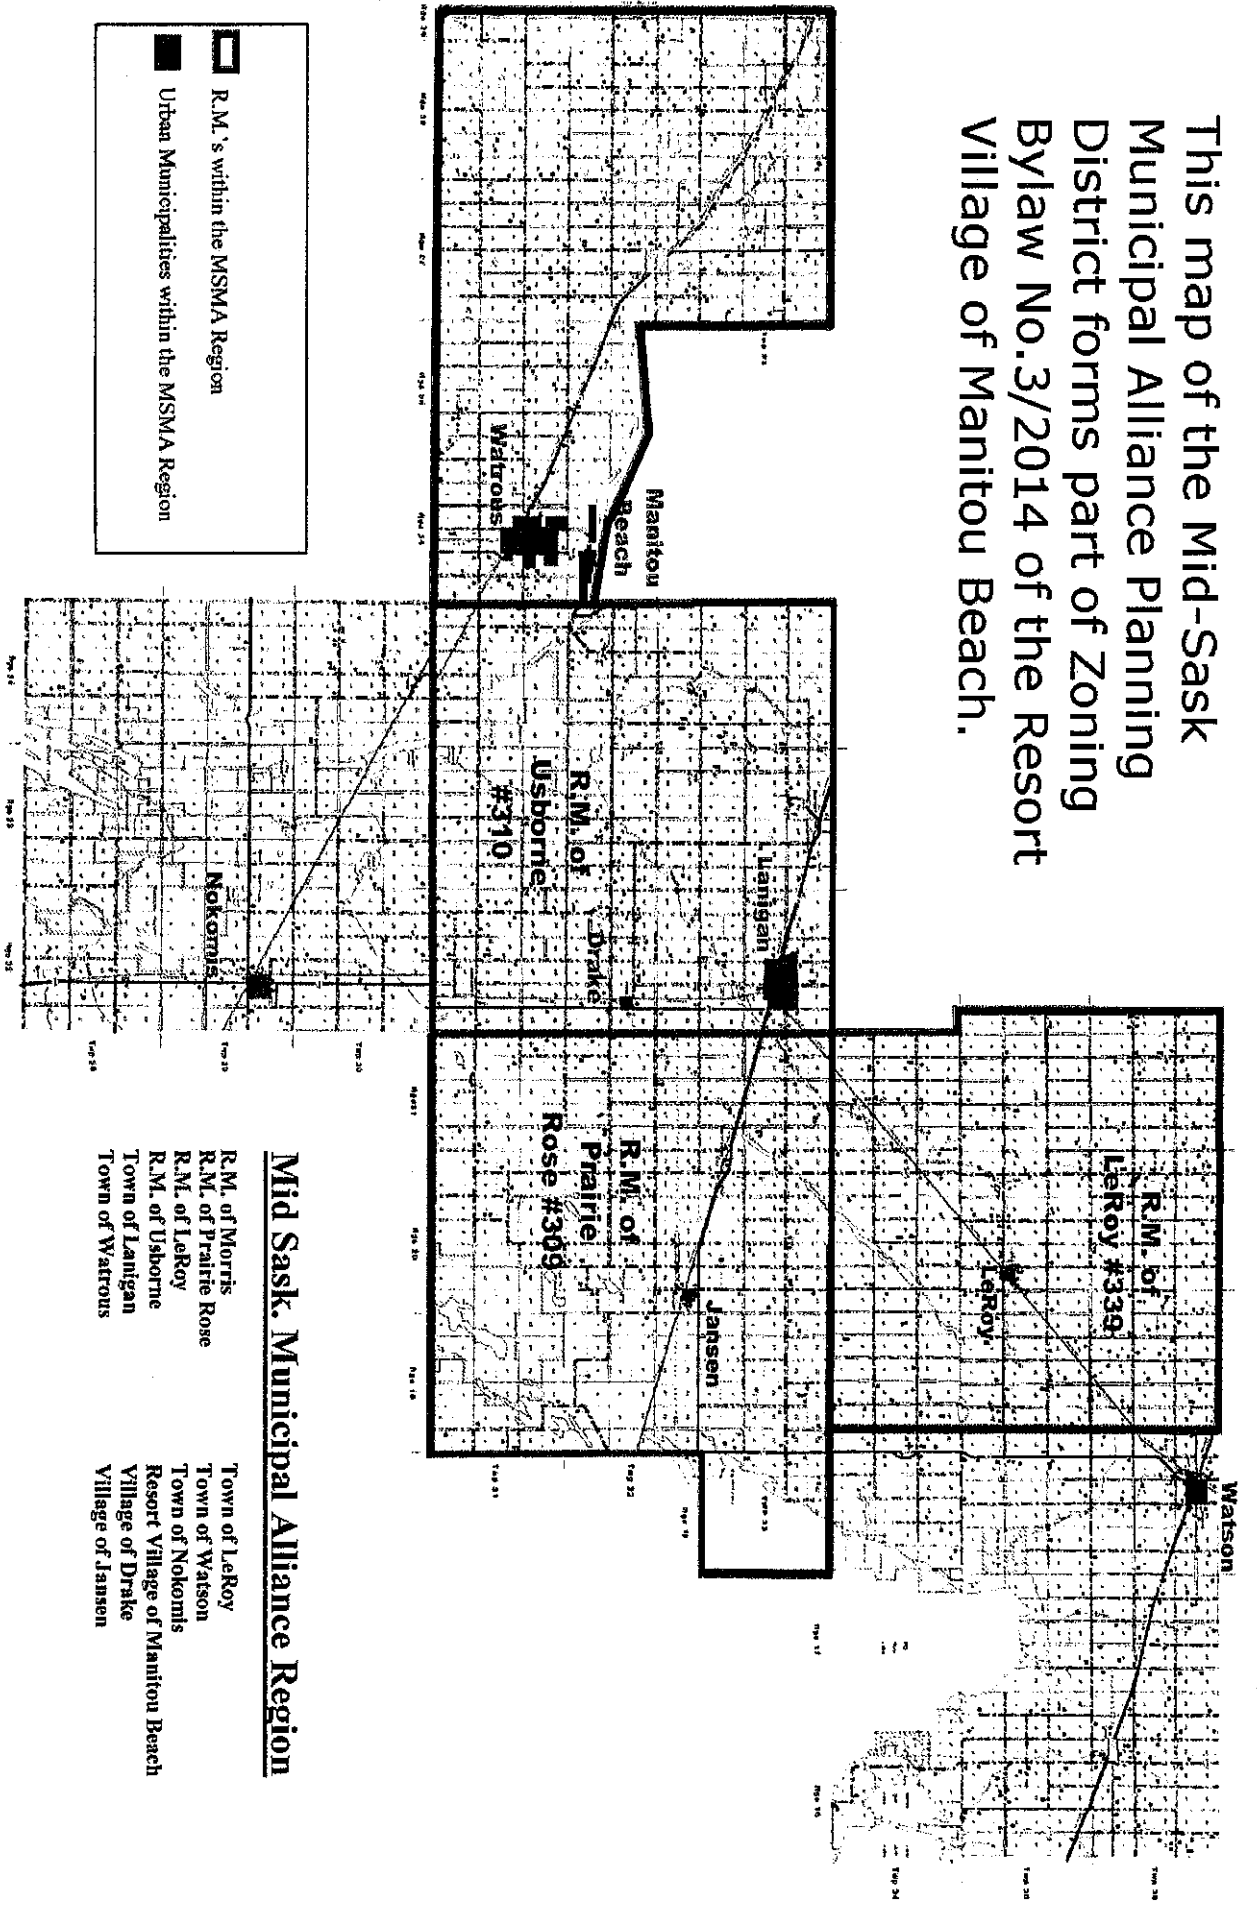 This map of the Mid-Sask
Municipal Alliance Planning
District forms part of Zoning
Bylaw No.3/2014 of the Resort
Village of Manitou Beach.
Watson
R.M. of
LeRoy #339
LeRoy
Lanigan
Manitou
Beach
Drake
Jansen
R.M. of
Usborne
#310
R.M. of
Prairie
Rose #309
Watrous
Nokomis
Twp 31
Twp 32
R.M.'s within the MSMA Region
Urban Municipalities within the MSMA Region
Mid Sask. Municipal Alliance Region
R.M. of Morris
R.M. of Prairie Rose
R.M. of LeRoy
R.M. of Usborne
Town of Lanigan
Town of Watrous
Town of LeRoy
Town of Watson
Town of Nokomis
Resort Village of Manitou Beach
Village of Drake
Village of Jansen